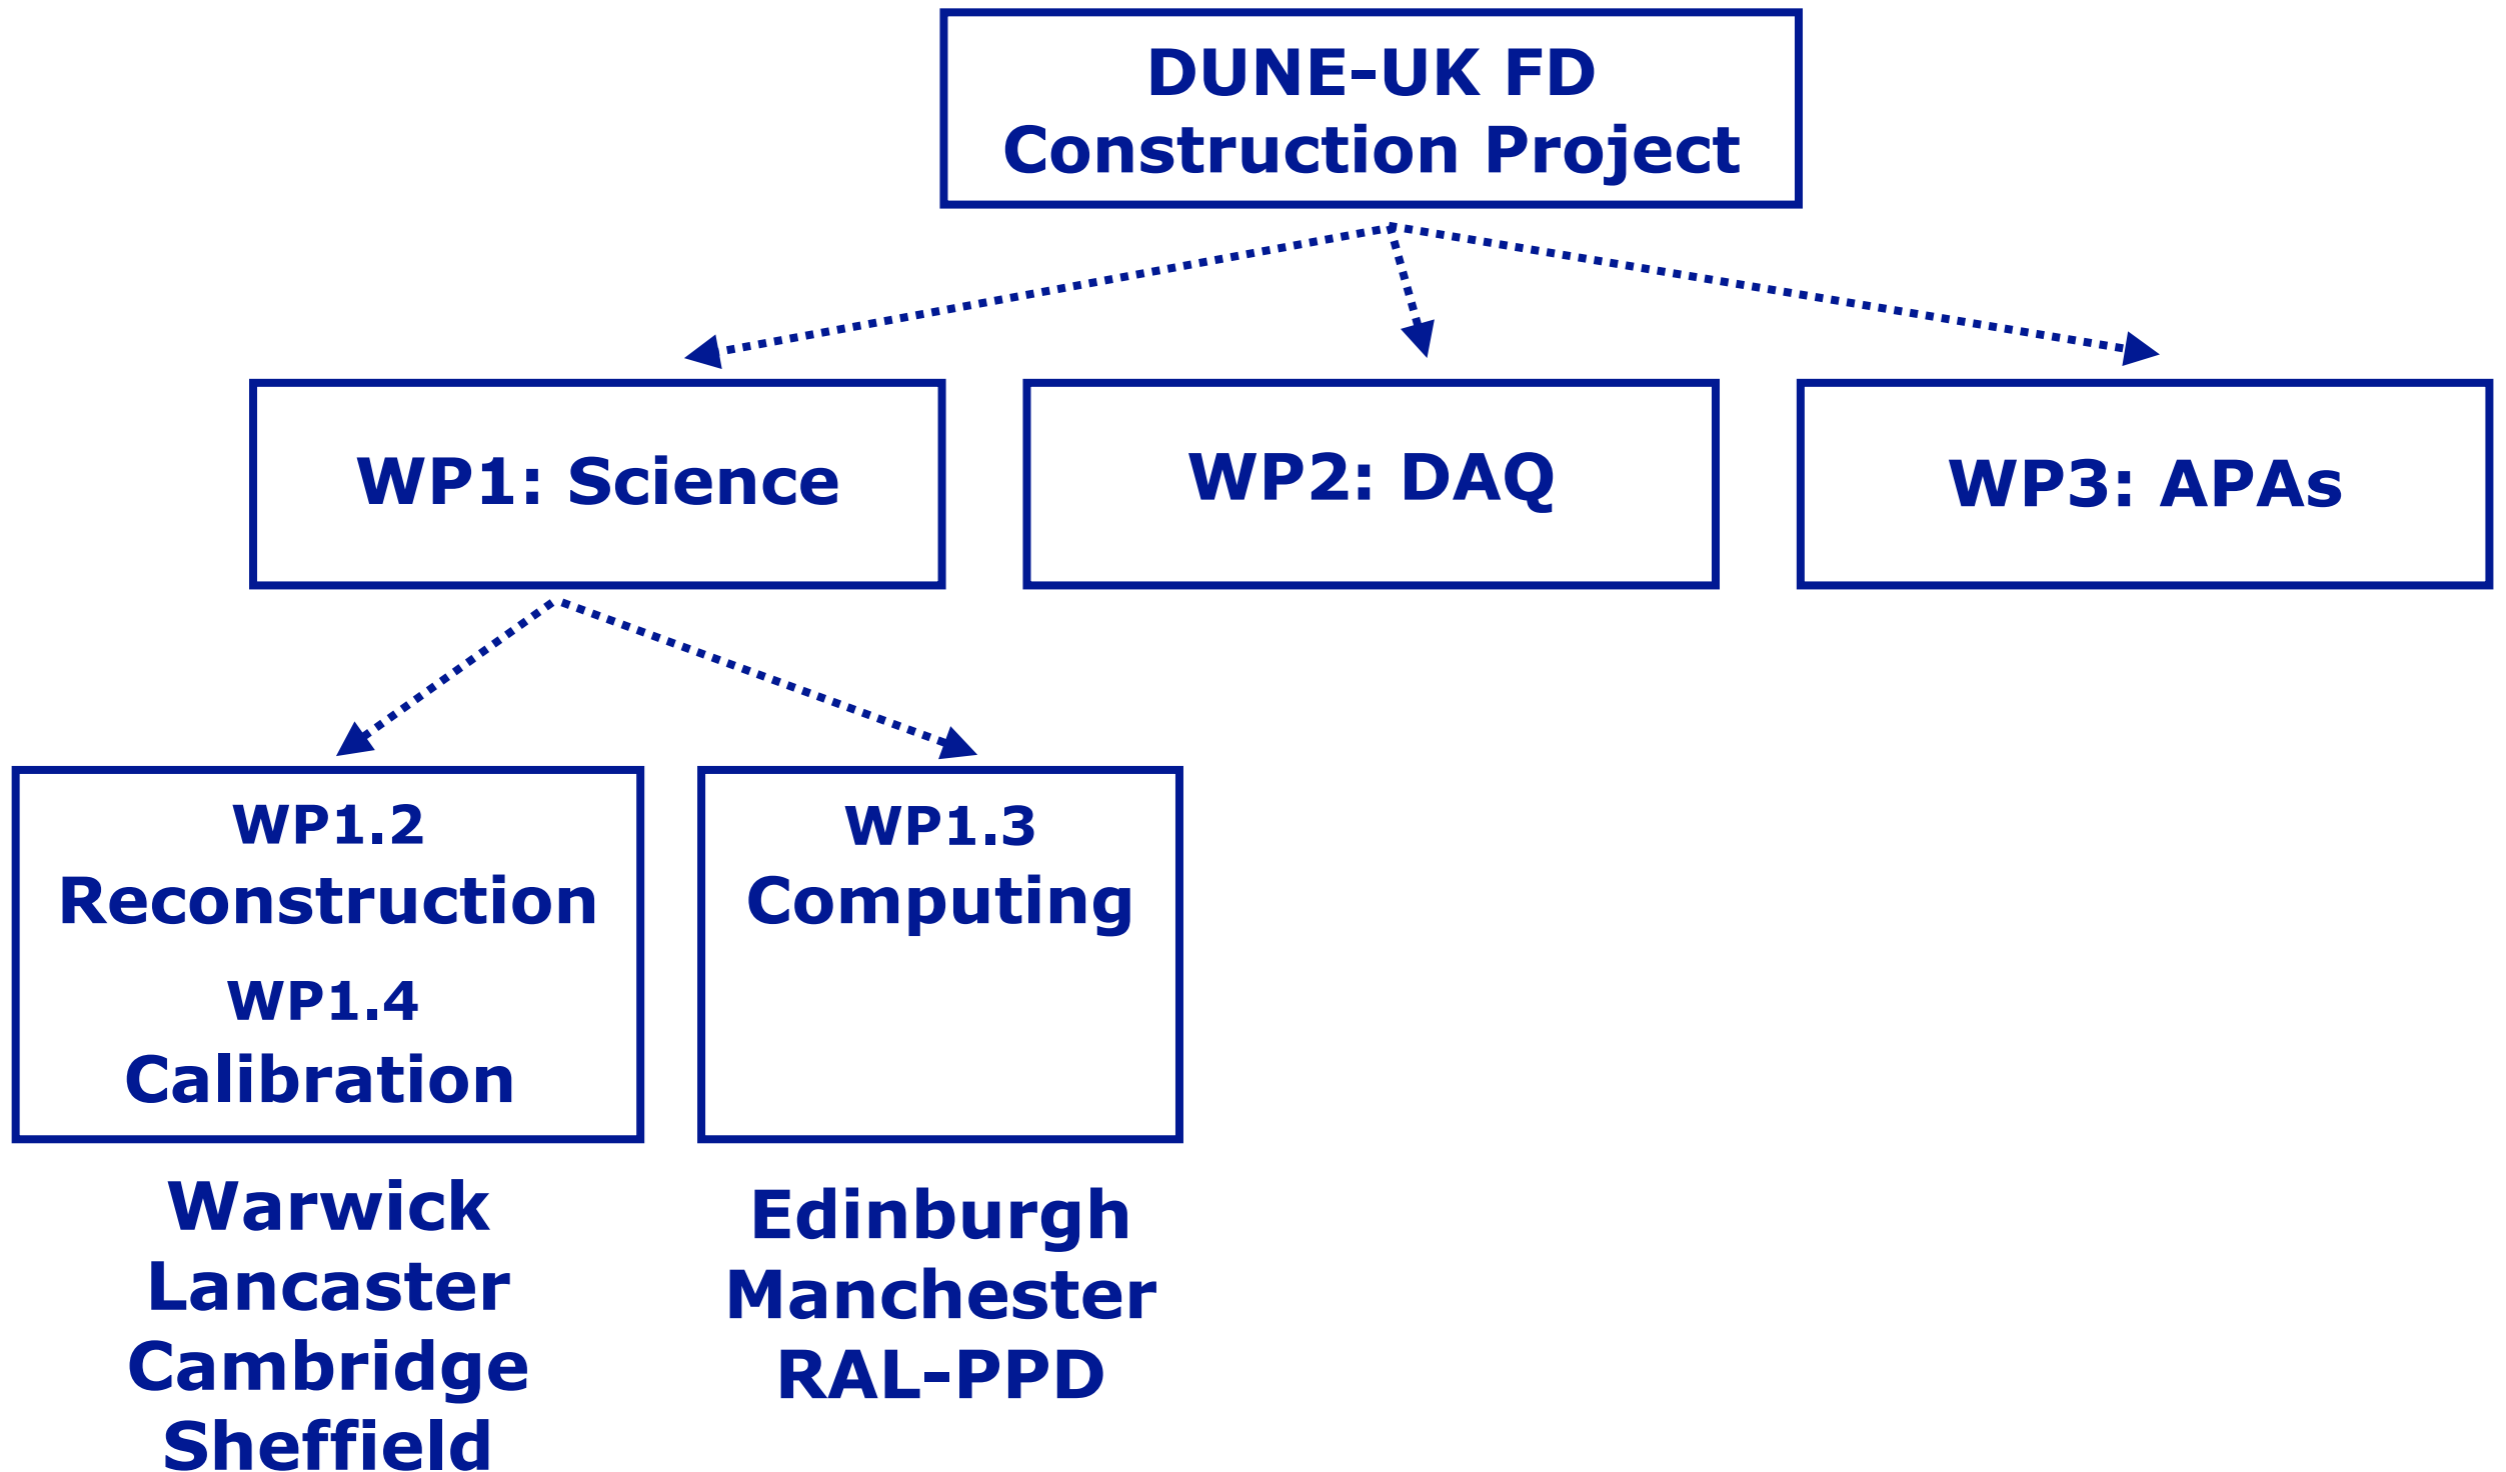 DUNE-UK FD
Construction Project
WP1: Science
WP2: DAQ
WP3: APAs
WP1.2
Reconstruction
WP1.4
Calibration
WP1.3
Computing
Warwick
Lancaster
Cambridge
Sheffield
Edinburgh
Manchester
RAL-PPD